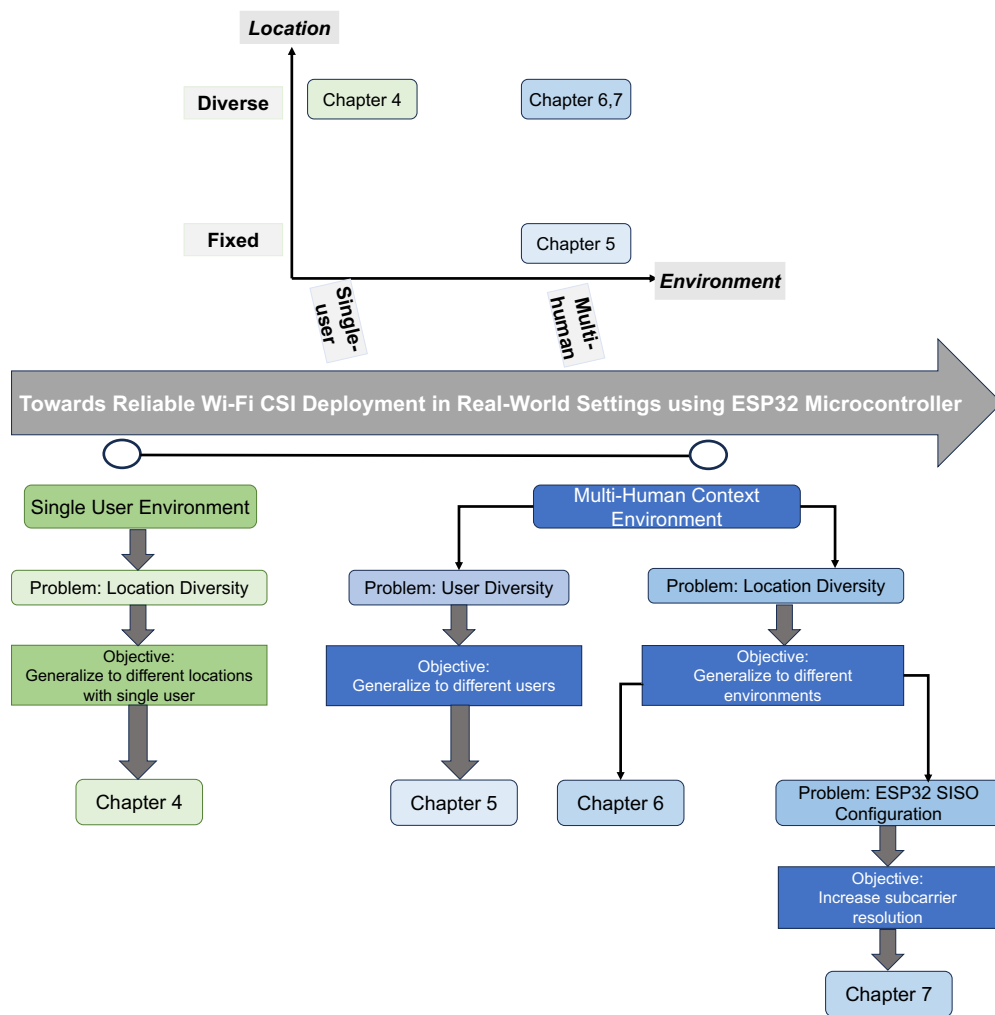 Location
Diverse
Chapter 4
Chapter 6,7
Fixed
Chapter 5
Environment
Single-
user
Multi-
human
Towards Reliable Wi-Fi CSI Deployment in Real-World Settings using ESP32 Microcontroller
Single User Environment
Multi-Human Context
Environment
Problem: Location Diversity
Problem: User Diversity
Problem: Location Diversity
Objective:
Generalize to different locations
with single user
Objective:
Generalize to different users
Objective:
Generalize to different
environments
Chapter 4
Chapter 5
Chapter 6
Problem: ESP32 SISO
Configuration
Objective:
Increase subcarrier
resolution
Chapter 7